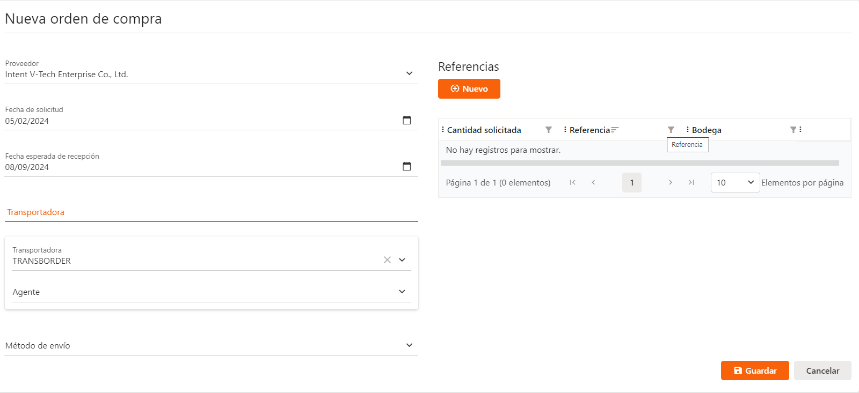 Nueva orden de compra
Proveedor
Intent V-Tech Enterprise Co., Ltd.
Fecha de solicitud
05/02/2024
Fecha esperada de recepción
08/09/2024
Transportadora
Transportadora
TRANSBORDER
Agente
Método de envío
Referencias
Nuevo
Cantidad solicitada Referencia Bodega
Referencia
No hay registros para mostrar.
Página 1 de 1 (0 elementos) 1 10 Elementos por página
Guardar Cancelar